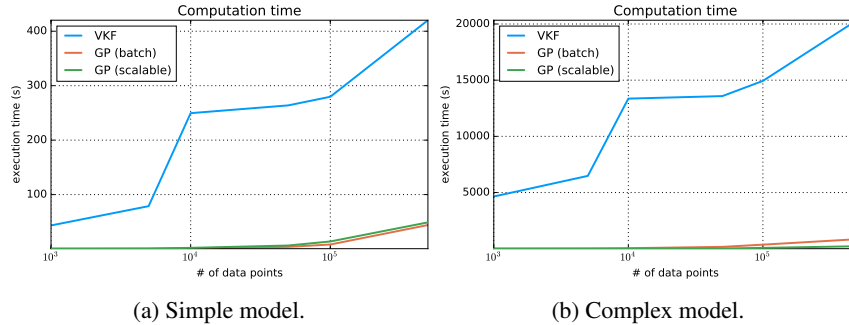 Computation time
400
300
200
100
execution time (s)
VKF
GP (batch)
GP (scalable)
10^3
10^4
10^5
# of data points
(a) Simple model.
Computation time
20000
15000
10000
5000
execution time (s)
VKF
GP (batch)
GP (scalable)
10^3
10^4
10^5
# of data points
(b) Complex model.